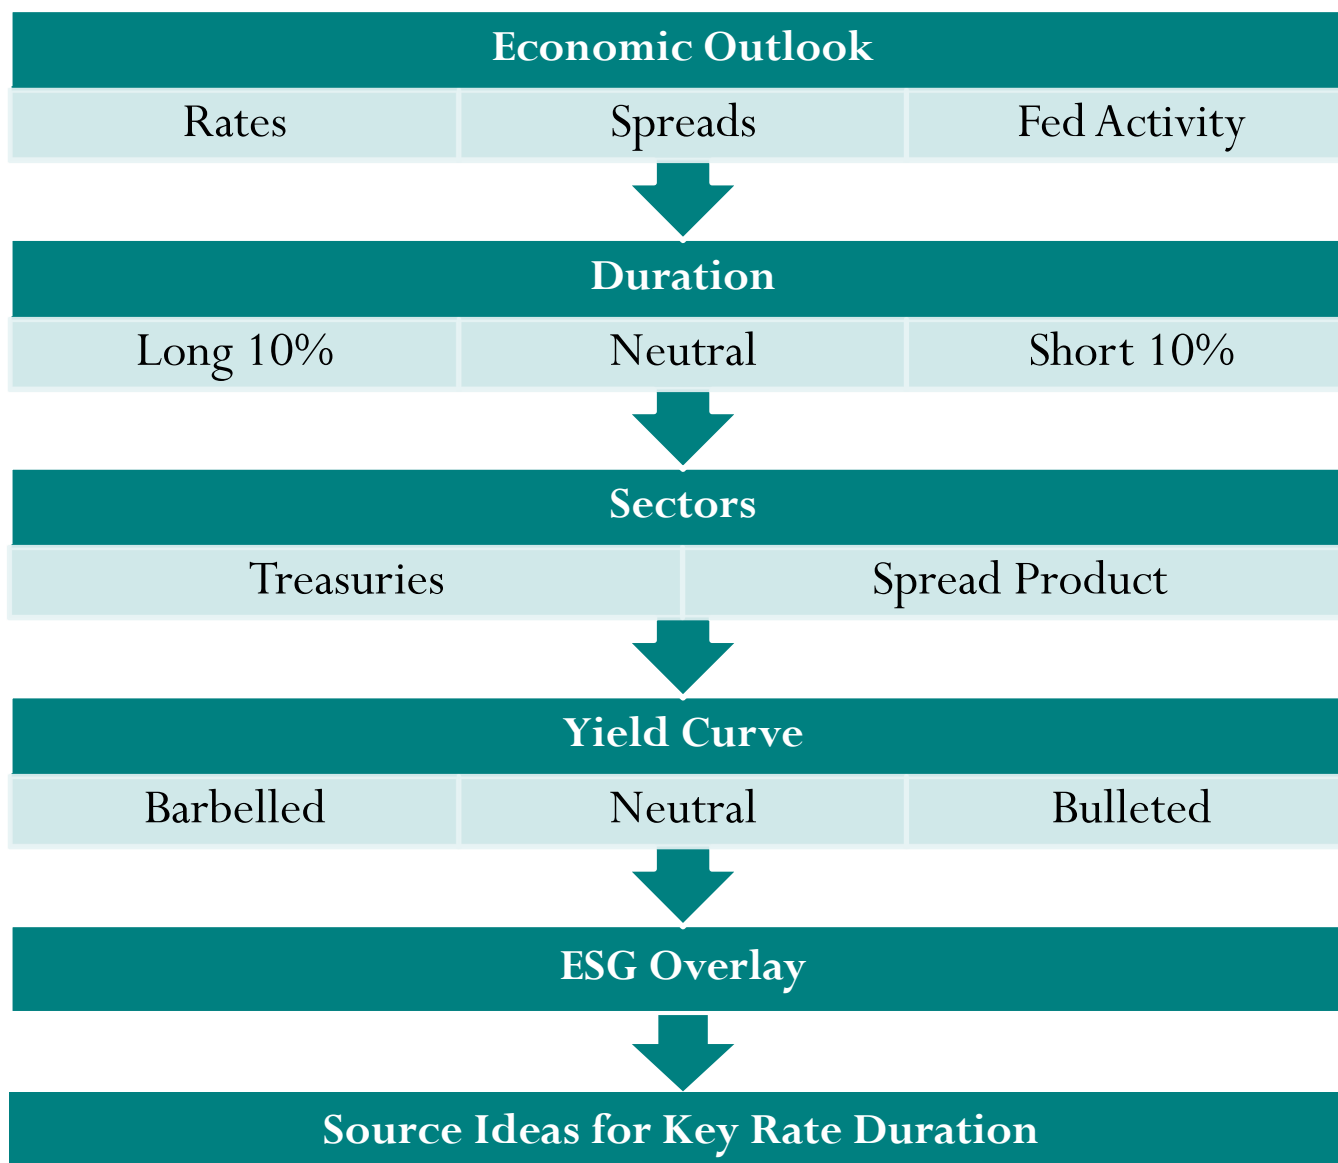 Economic Outlook
Rates Spreads Fed Activity
Duration
Long 10% Neutral Short 10%
Sectors
Treasuries Spread Product
Yield Curve
Barbelled Neutral Bulleted
ESG Overlay
Source Ideas for Key Rate Duration